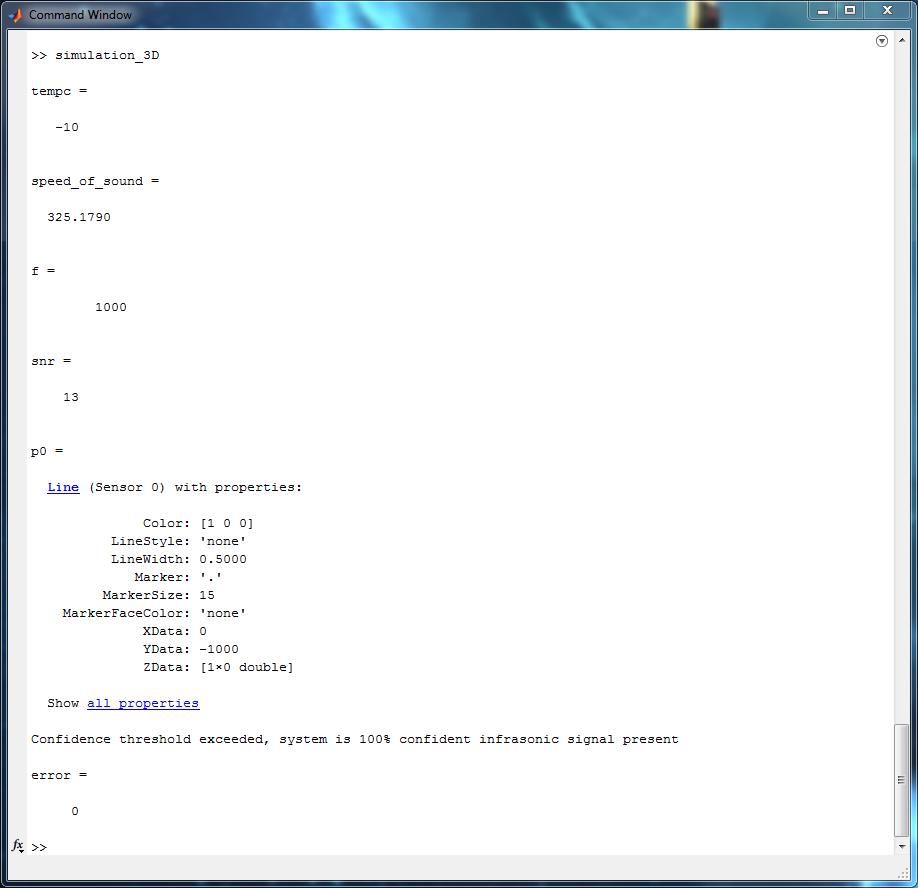 Command Window
>> simulation_3D
tempc =
-10
speed_of_sound =
325.1790
f =
1000
snr =
13
p0 =
Line (Sensor 0) with properties:
Color: [1 0 0]
LineStyle: 'none'
LineWidth: 0.5000
Marker: '.'
MarkerSize: 15
MarkerFaceColor: 'none'
XData: 0
YData: -1000
ZData: [1×0 double]
Show all properties
Confidence threshold exceeded, system is 100% confident infrasonic signal present
error =
0
fx >>